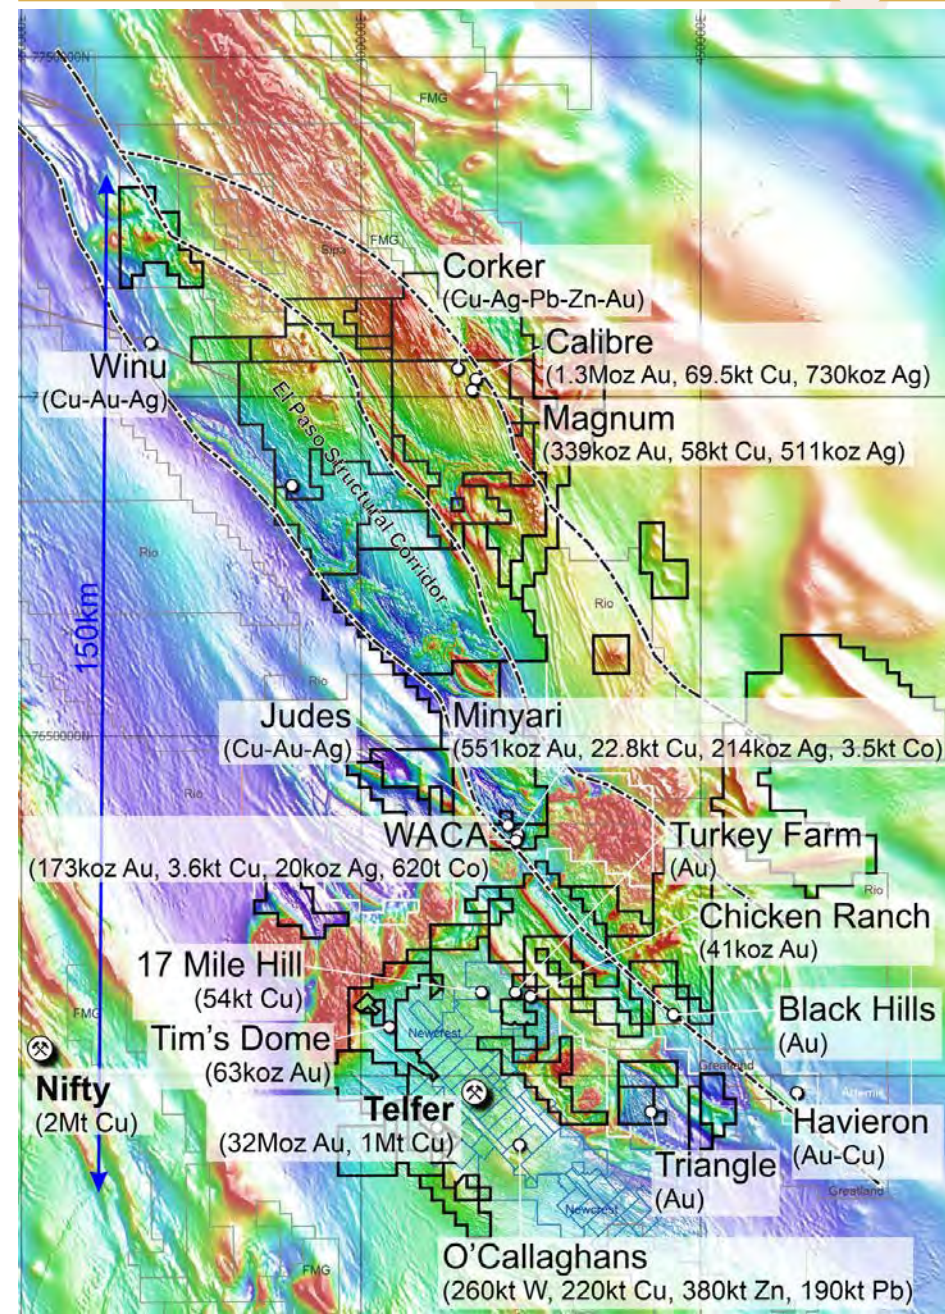 7750000N
400000E
450000E
FMG
Sipa
FMG
Corker
(Cu-Ag-Pb-Zn-Au)
Calibre
(1.3Moz Au, 69.5kt Cu, 730koz Ag)
Winu
(Cu-Au-Ag)
Magnum
(339koz Au, 58kt Cu, 511koz Ag)
El Paso Structural Corridor
Rio
Rio
150km
Rio
Judes
(Cu-Au-Ag)
Minyari
(551koz Au, 22.8kt Cu, 214koz Ag, 3.5kt Co)
7650000N
Rio
WACA
(173koz Au, 3.6kt Cu, 20koz Ag, 620t Co)
Turkey Farm
(Au)
Rio
Chicken Ranch
(41koz Au)
17 Mile Hill
(54kt Cu)
Black Hills
(Au)
FMG
Tim's Dome
(63koz Au)
Newcrest
Greatland
Nifty
(2Mt Cu)
Telfer
(32Moz Au, 1Mt Cu)
Artemis
Havieron
(Au-Cu)
Triangle
(Au)
Greatland
Newcrest
O'Callaghans
(260kt W, 220kt Cu, 380kt Zn, 190kt Pb)
FMG